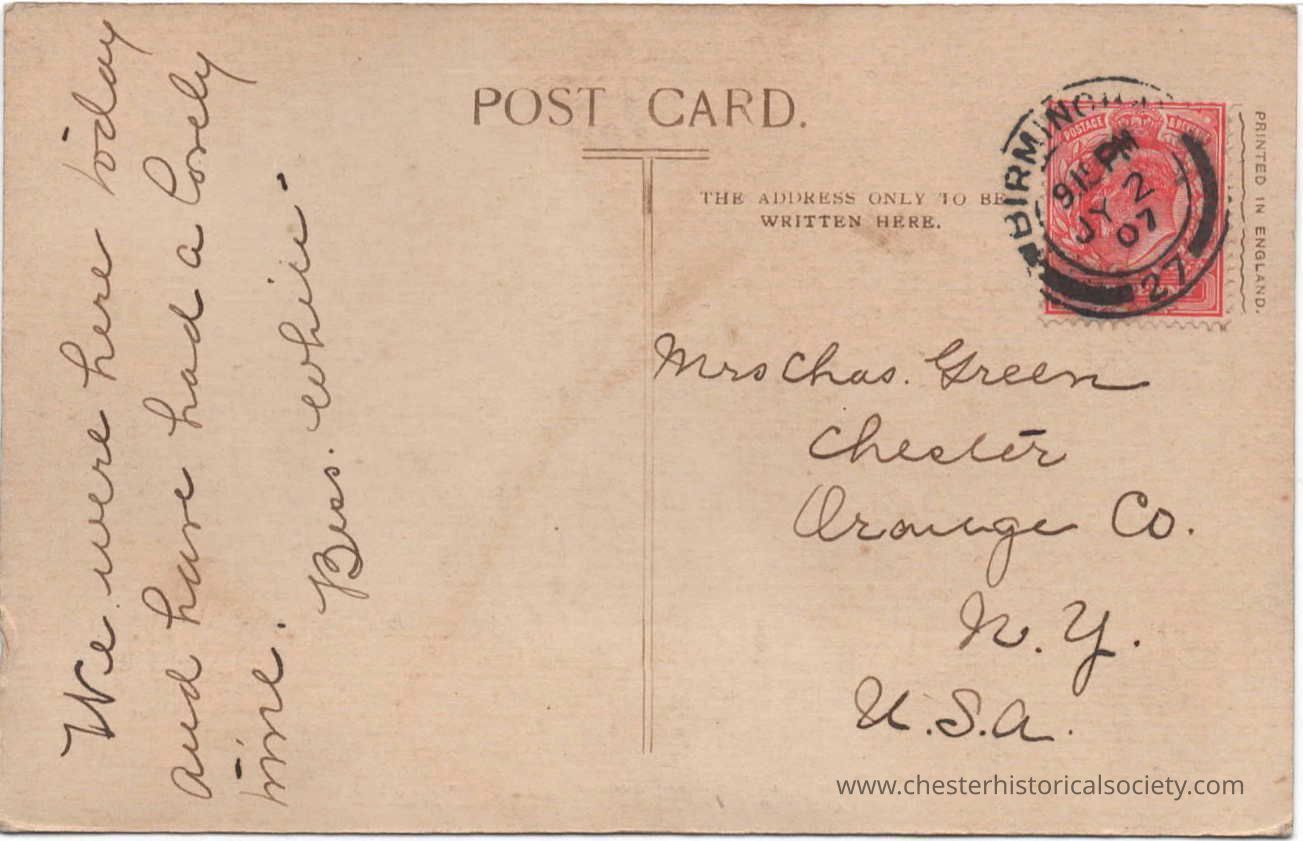 POST CARD.
THE ADDRESS ONLY TO BE
WRITTEN HERE.
We were here today
and have had a lovely
time.
Bess. White
Mrs Chas. Green
Chester
Orange Co.
N.Y.
U.S.A.
BIRMINGHAM
9.15 PM
JY 2
07
27
POSTAGE
REVENUE
PRINTED IN ENGLAND.
www.chesterhistoricalsociety.com